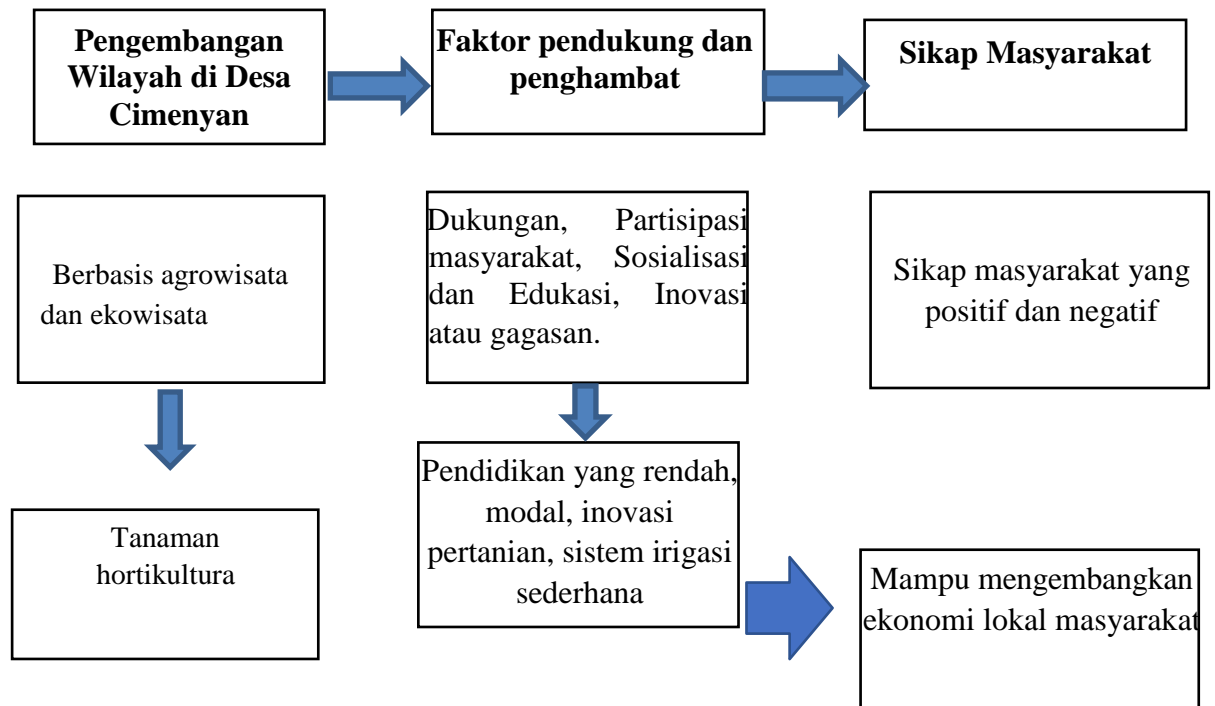 Pengembangan
Wilayah di Desa
Cimenyan
Faktor pendukung dan
penghambat
Sikap Masyarakat
Berbasis agrowisata
dan ekowisata
Dukungan, Partisipasi
masyarakat, Sosialisasi
dan Edukasi, Inovasi
atau gagasan.
Sikap masyarakat yang
positif dan negatif
Tanaman
hortikultura
Pendidikan yang rendah,
modal, inovasi
pertanian, sistem irigasi
sederhana
Mampu mengembangkan
ekonomi lokal masyarakat